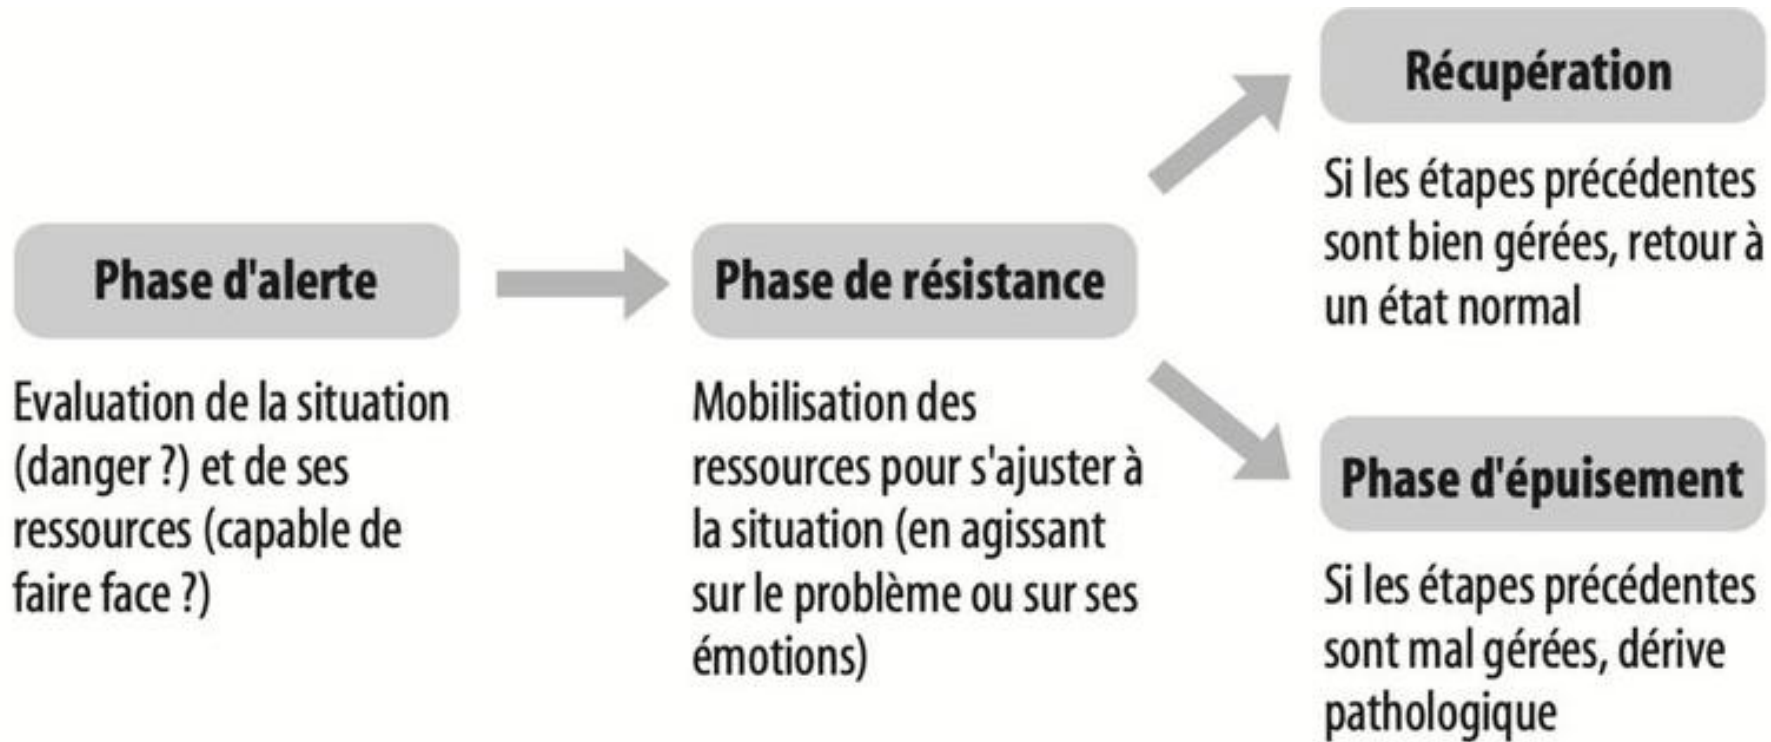 Phase d'alerte
Evaluation de la situation
(danger ?) et de ses
ressources (capable de
faire face ?)
Phase de résistance
Mobilisation des
ressources pour s'ajuster à
la situation (en agissant
sur le problème ou sur ses
émotions)
Récupération
Si les étapes précédentes
sont bien gérées, retour à
un état normal
Phase d'épuisement
Si les étapes précédentes
sont mal gérées, dérive
pathologique